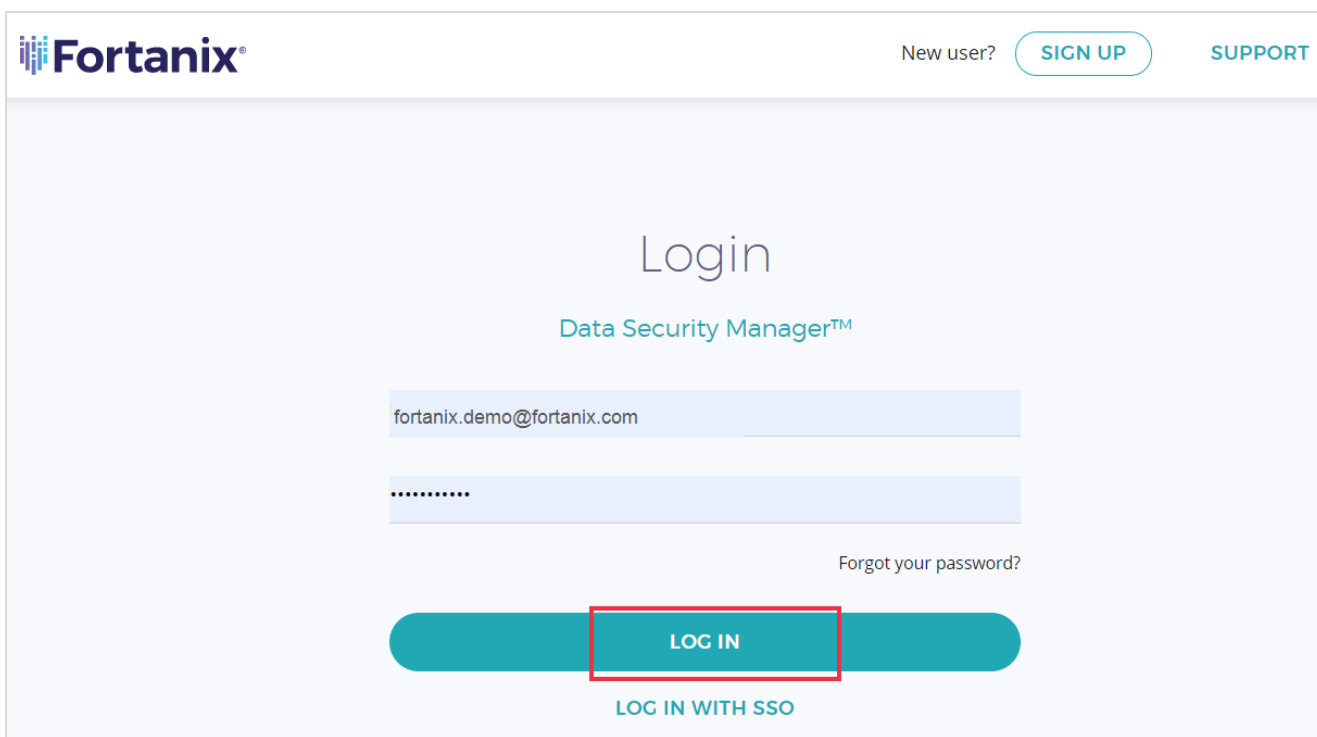 Fortanix®
New user? SIGN UP SUPPORT
Login
Data Security Manager™
fortanix.demo@fortanix.com
•••••••••••
Forgot your password?
LOG IN
LOG IN WITH SSO